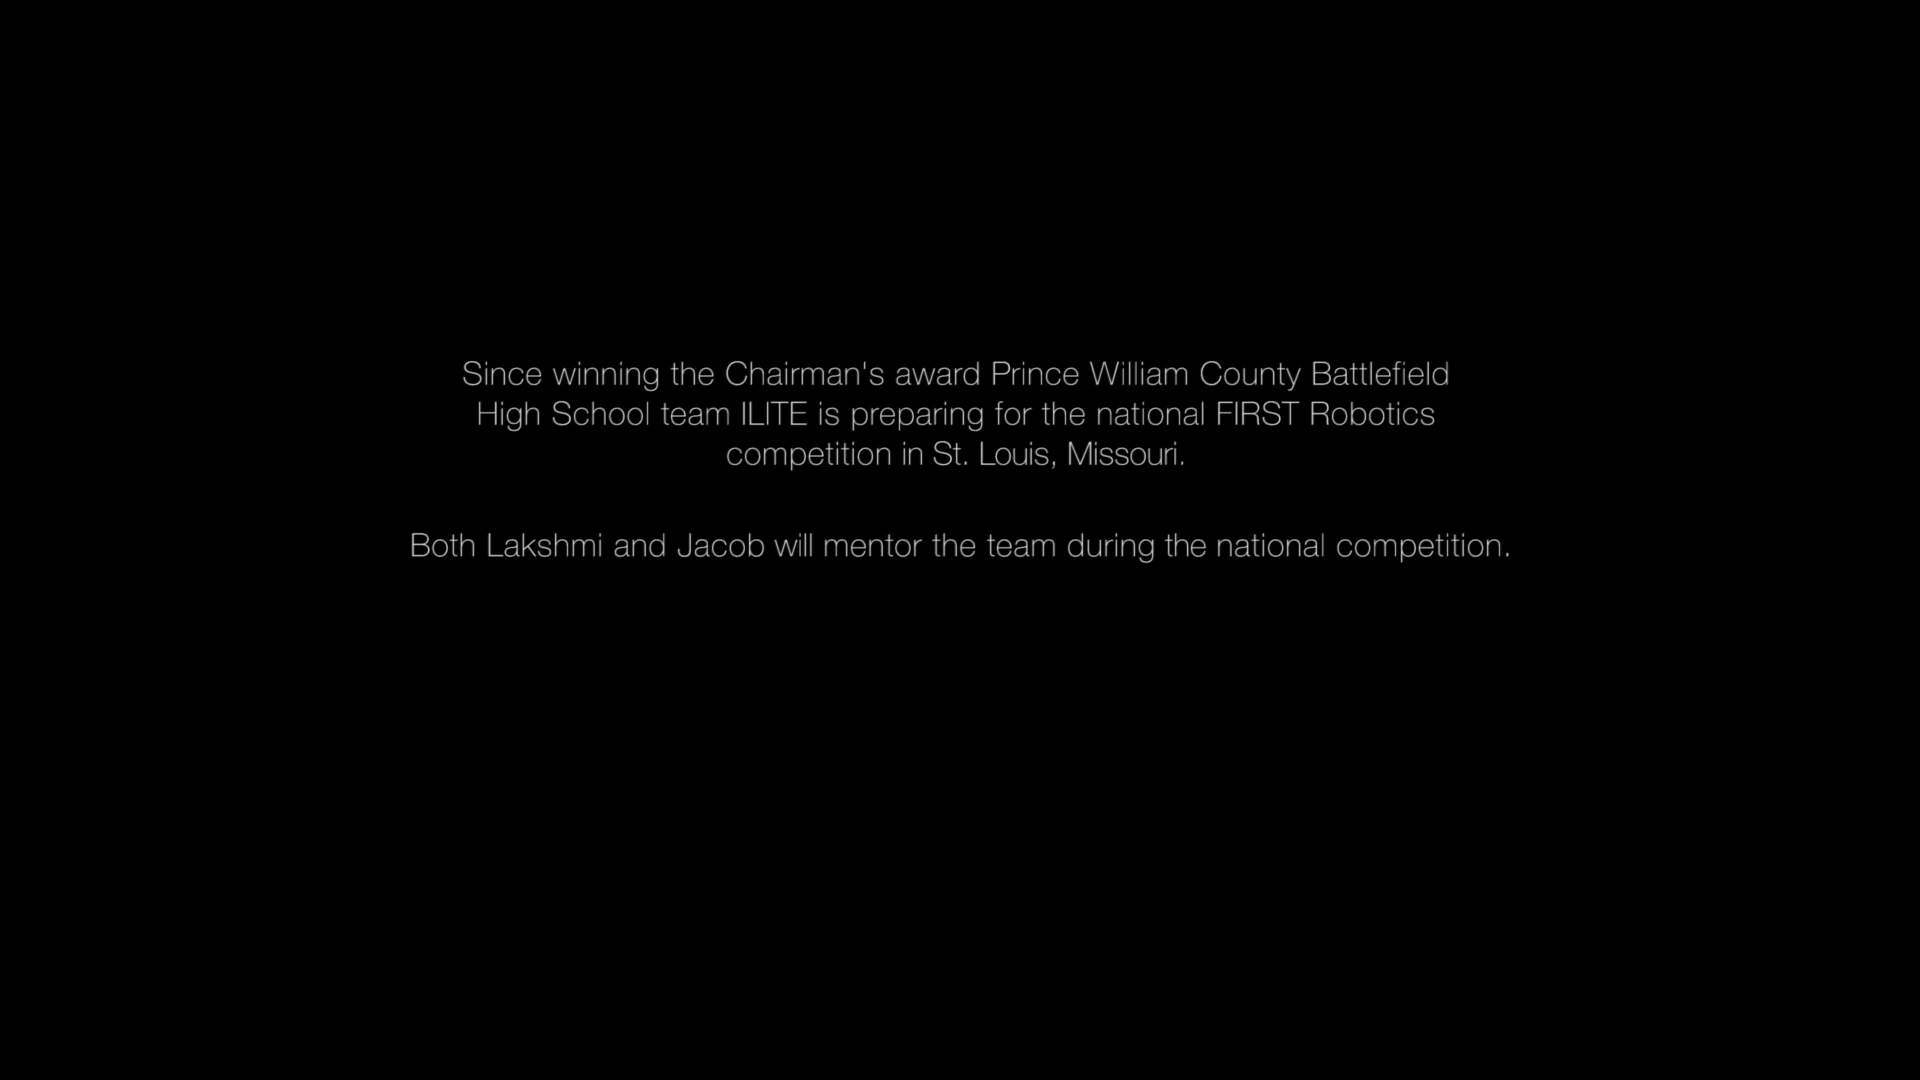 Since winning the Chairman's award Prince William County Battlefield
High School team ILITE is preparing for the national FIRST Robotics
competition in St. Louis, Missouri.
Both Lakshmi and Jacob will mentor the team during the national competition.